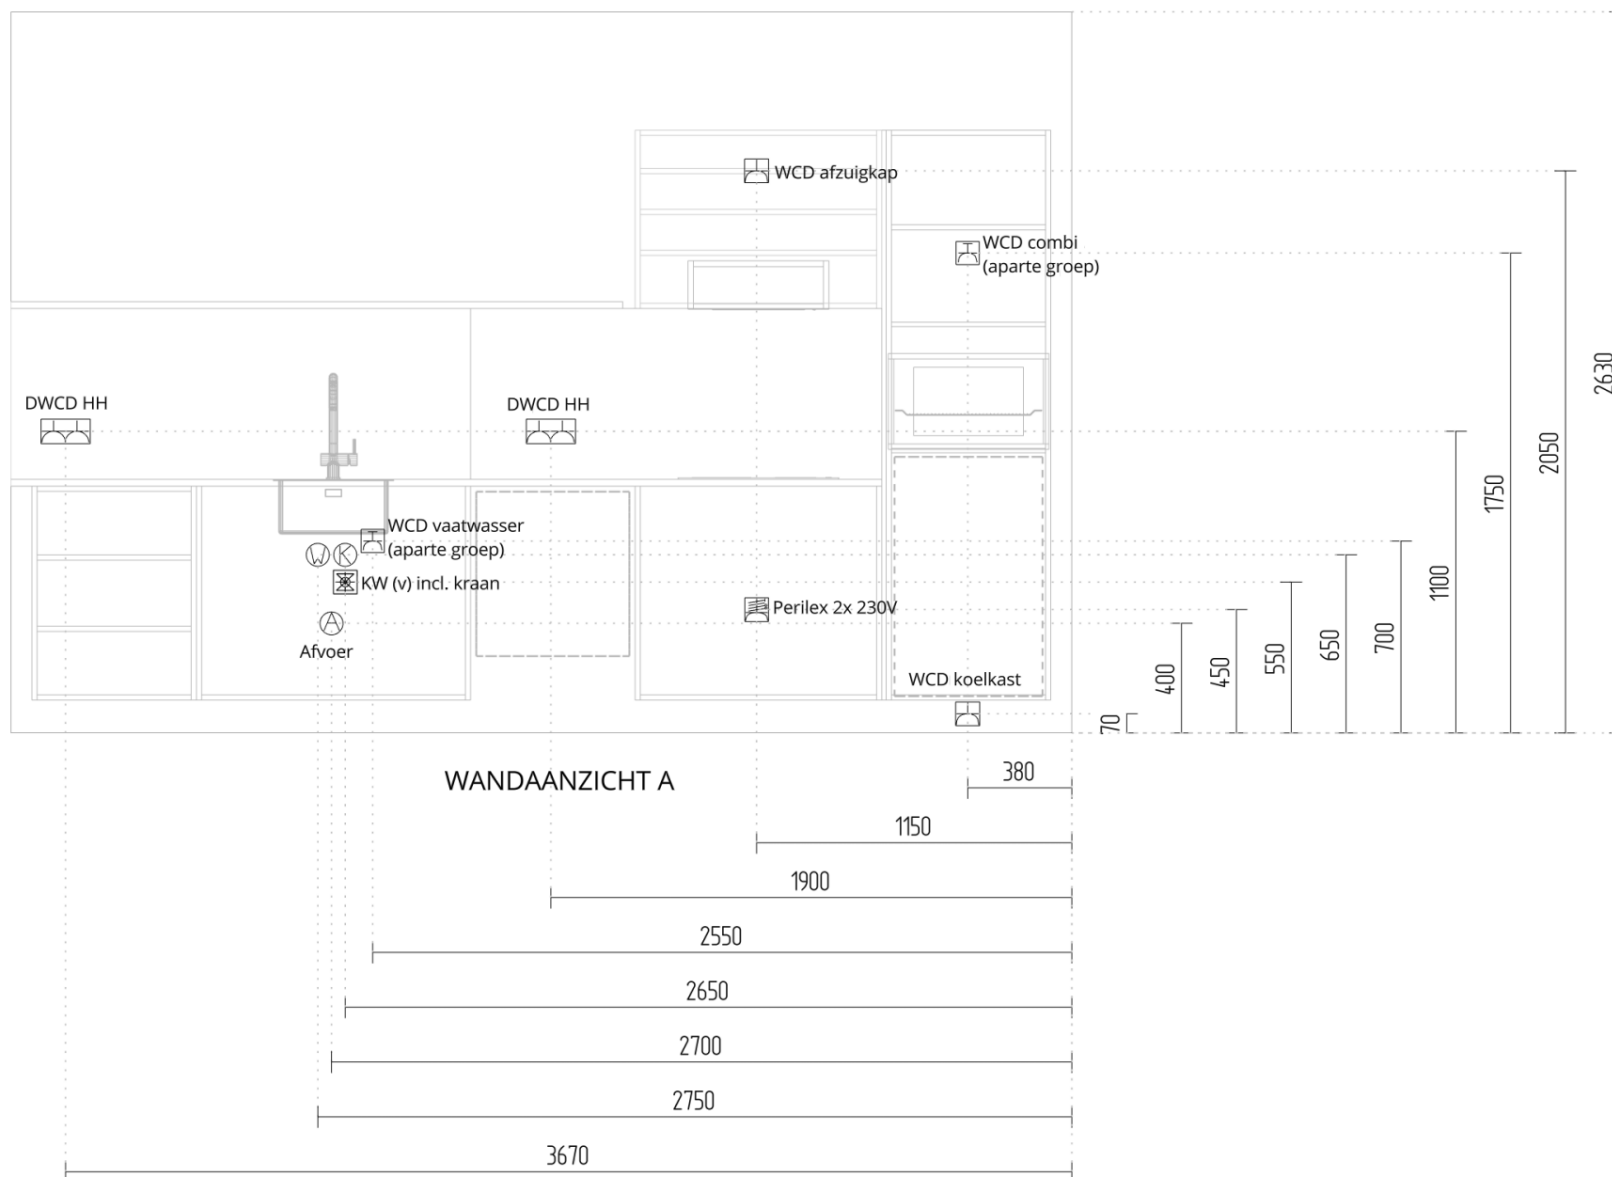 WCD afzuigkap
WCD combi
(aparte groep)
DWCD HH
DWCD HH
WCD vaatwasser
(aparte groep)
W
K
KW (v) incl. kraan
Perilex 2x 230V
A
Afvoer
WCD koelkast
70
400
450
550
650
700
1100
1750
2050
2630
WANDAANZICHT A
380
1150
1900
2550
2650
2700
2750
3670